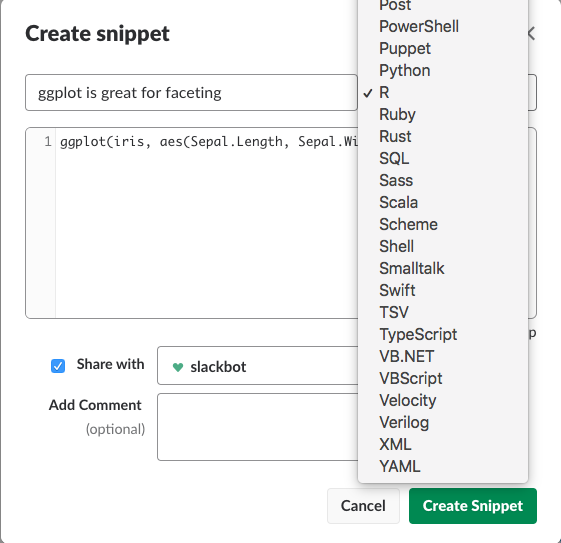 Create snippet
ggplot is great for faceting
1 ggplot(iris, aes(Sepal.Length, Sepal.Wi
Post
PowerShell
Puppet
Python
✓ R
Ruby
Rust
SQL
Sass
Scala
Scheme
Shell
Smalltalk
Swift
TSV
TypeScript
VB.NET
VBScript
Velocity
Verilog
XML
YAML
p
Share with
slackbot
Add Comment
(optional)
Cancel
Create Snippet